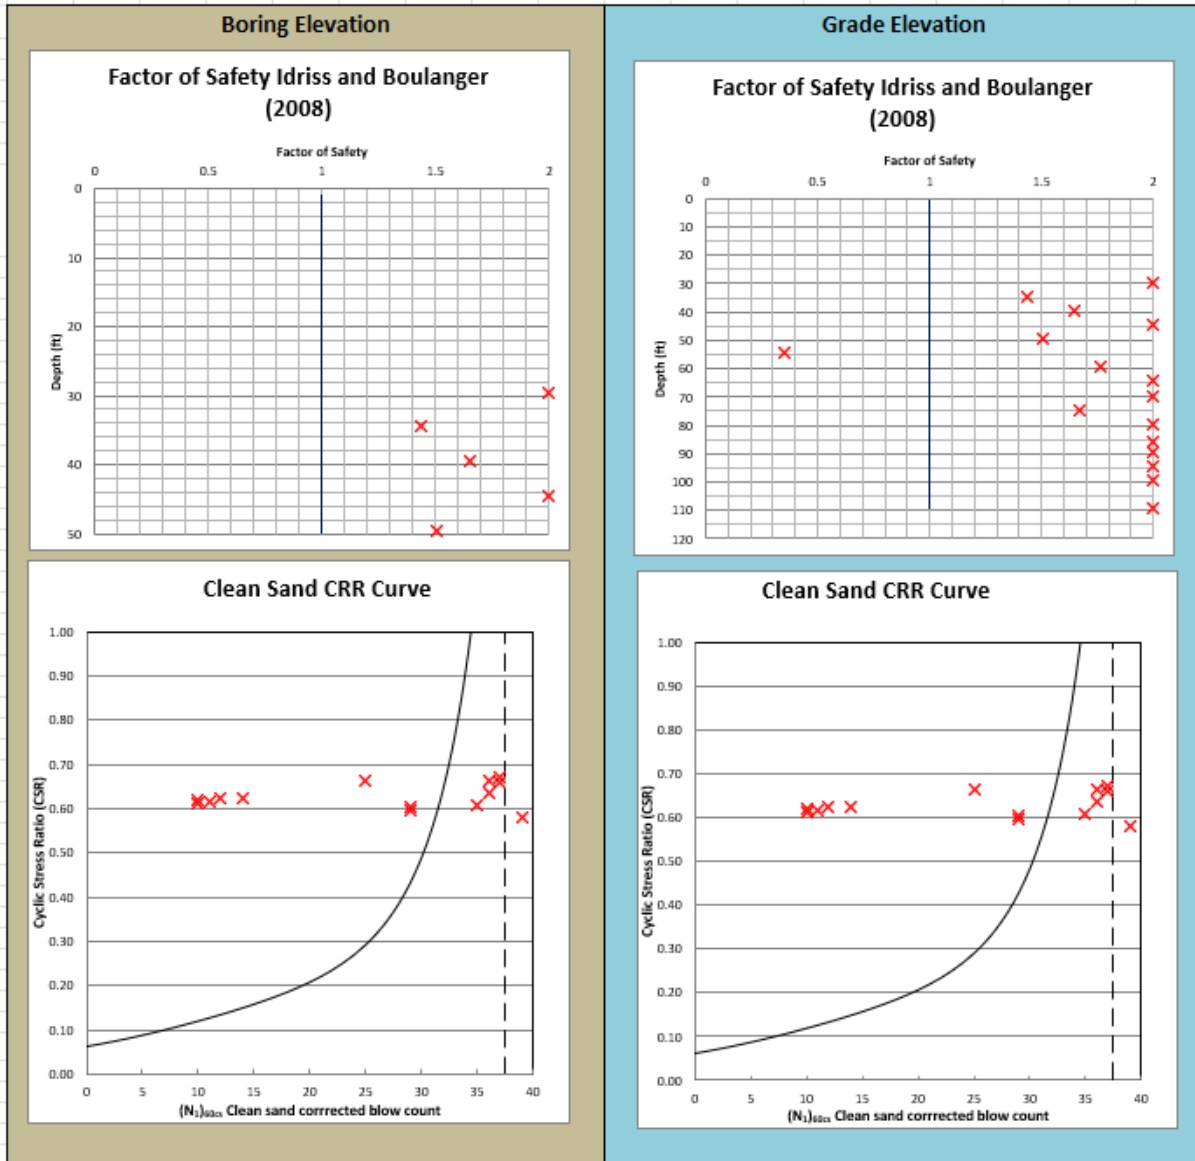 Boring Elevation
Factor of Safety Idriss and Boulanger
(2008)
Factor of Safety
0 0.5 1 1.5 2
0
10
20
30
40
50
Depth (ft)
Clean Sand CRR Curve
1.00
0.90
0.80
0.70
0.60
0.50
0.40
0.30
0.20
0.10
0.00
Cyclic Stress Ratio (CSR)
0 5 10 15 20 25 30 35 40
(N₁)₆₀cs Clean sand corrrected blow count
Grade Elevation
Factor of Safety Idriss and Boulanger
(2008)
Factor of Safety
0 0.5 1 1.5 2
0
10
20
30
40
50
60
70
80
90
100
110
120
Depth (ft)
Clean Sand CRR Curve
1.00
0.90
0.80
0.70
0.60
0.50
0.40
0.30
0.20
0.10
0.00
Cyclic Stress Ratio (CSR)
0 5 10 15 20 25 30 35 40
(N₁)₆₀cs Clean sand corrrected blow count